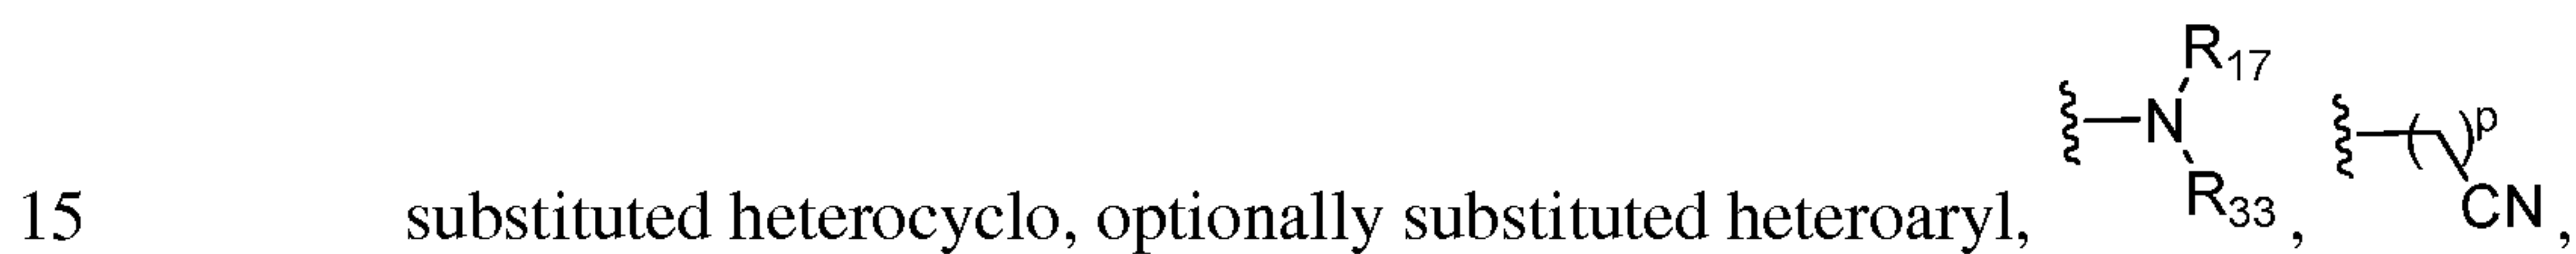 15 substituted heterocyclo, optionally substituted heteroaryl, N R17 R33, ( )p CN,